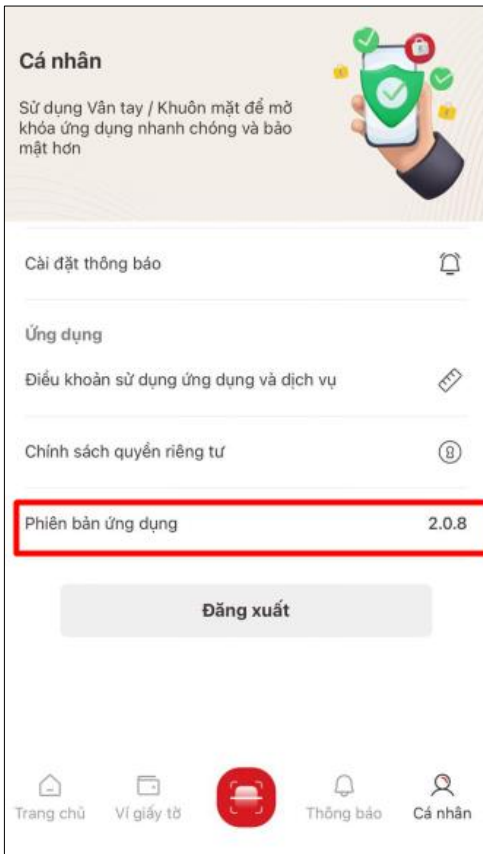 Cá nhân
Sử dụng Vân tay / Khuôn mặt để mở
khóa ứng dụng nhanh chóng và bảo
mật hơn
Cài đặt thông báo
Ứng dụng
Điều khoản sử dụng ứng dụng và dịch vụ
Chính sách quyền riêng tư
Phiên bản ứng dụng 2.0.8
Đăng xuất
Trang chủ Ví giấy tờ Thông báo Cá nhân